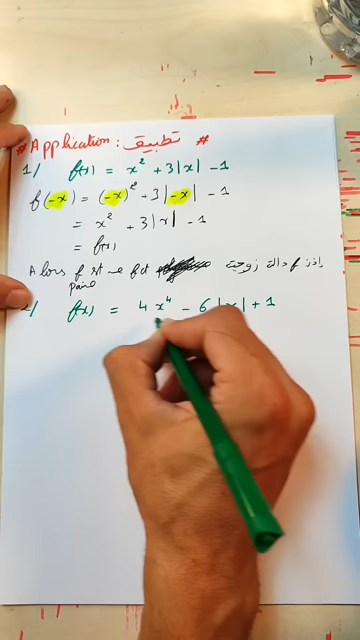 # Application : تطبيق #
1/ f(x) = x² + 3|x| - 1
f(-x) = (-x)² + 3|-x| - 1
= x² + 3|x| - 1
= f(x)
Alors f est une fct إذن f دالة زوجية
paire
2/ f(x) = 4x⁴ - 6|x| + 1